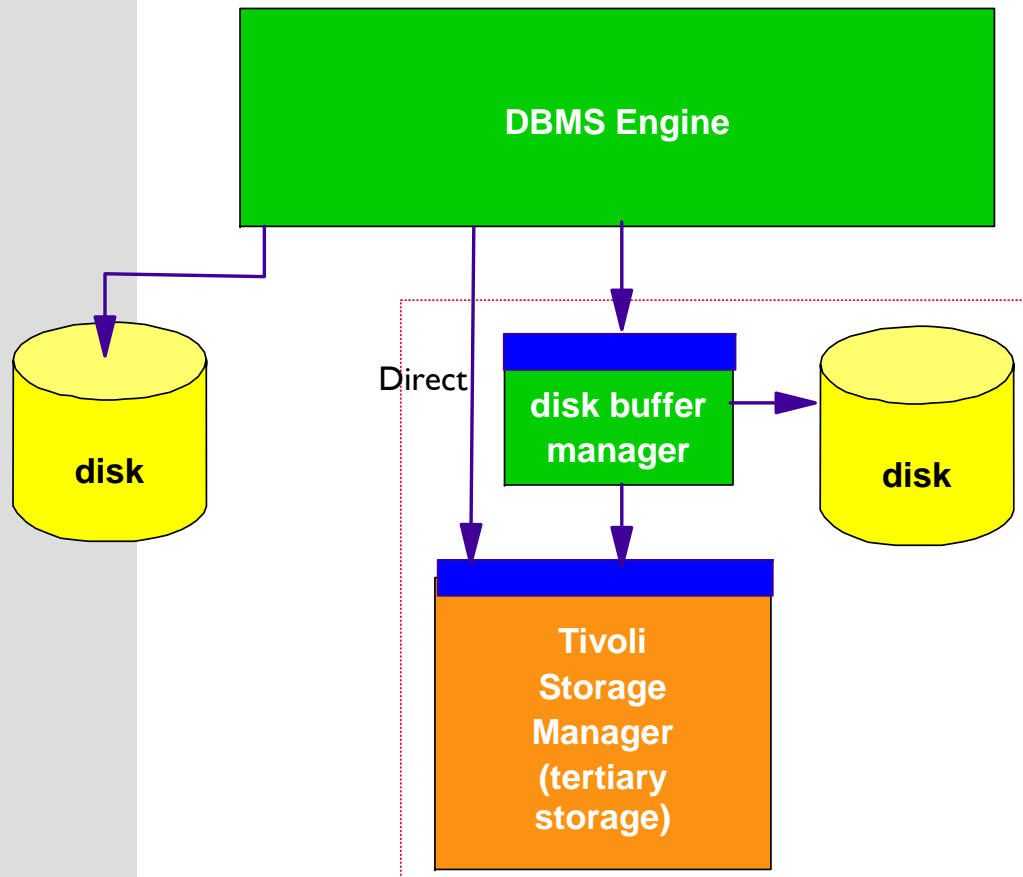 DBMS Engine
Direct
disk buffer
manager
disk
disk
Tivoli
Storage
Manager
(tertiary
storage)